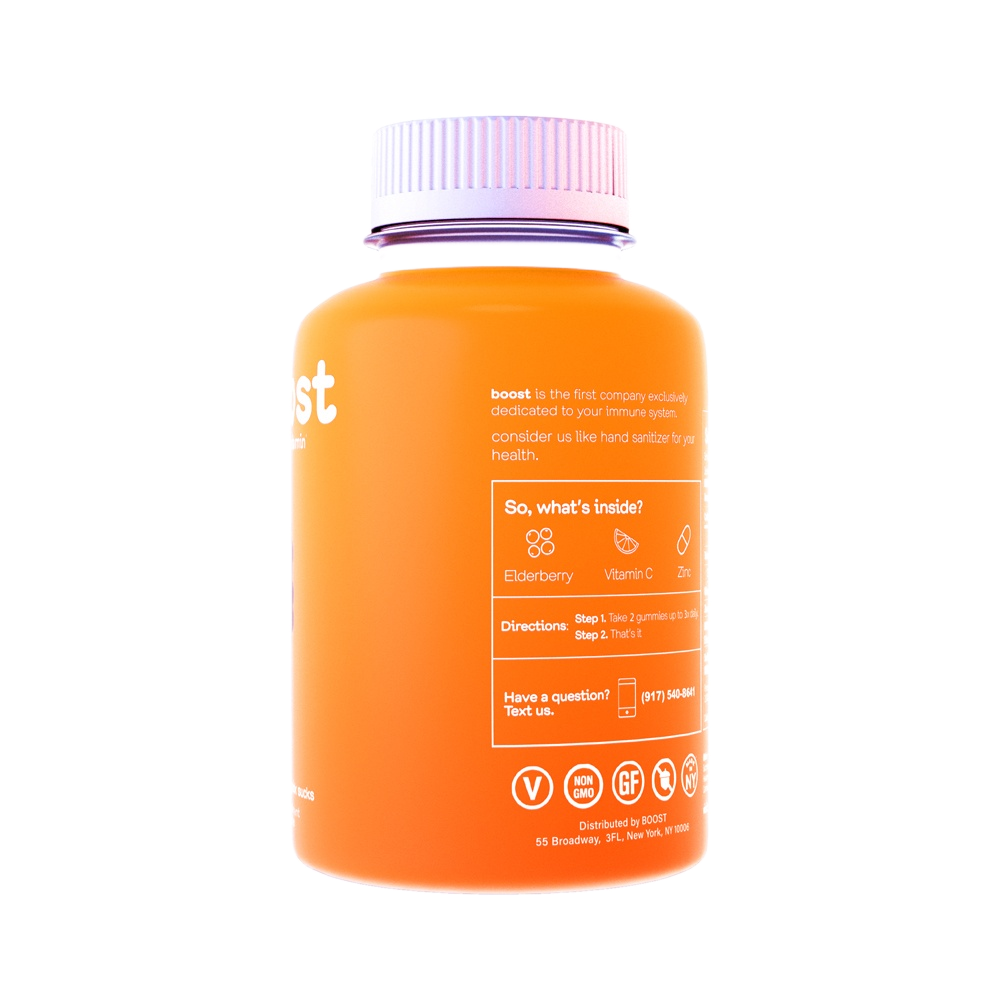 ost
boost is the first company exclusively
dedicated to your immune system.
consider us like hand sanitizer for your
health.
So, what's inside?
Elderberry Vitamin C Zinc
Directions: Step 1. Take 2 gummies up to 3x daily
Step 2. That's it
Have a question?
Text us.
(917) 540-8641
V NON GMO GF NY
sucks
Distributed by BOOST
55 Broadway, 3FL, New York, NY 10006